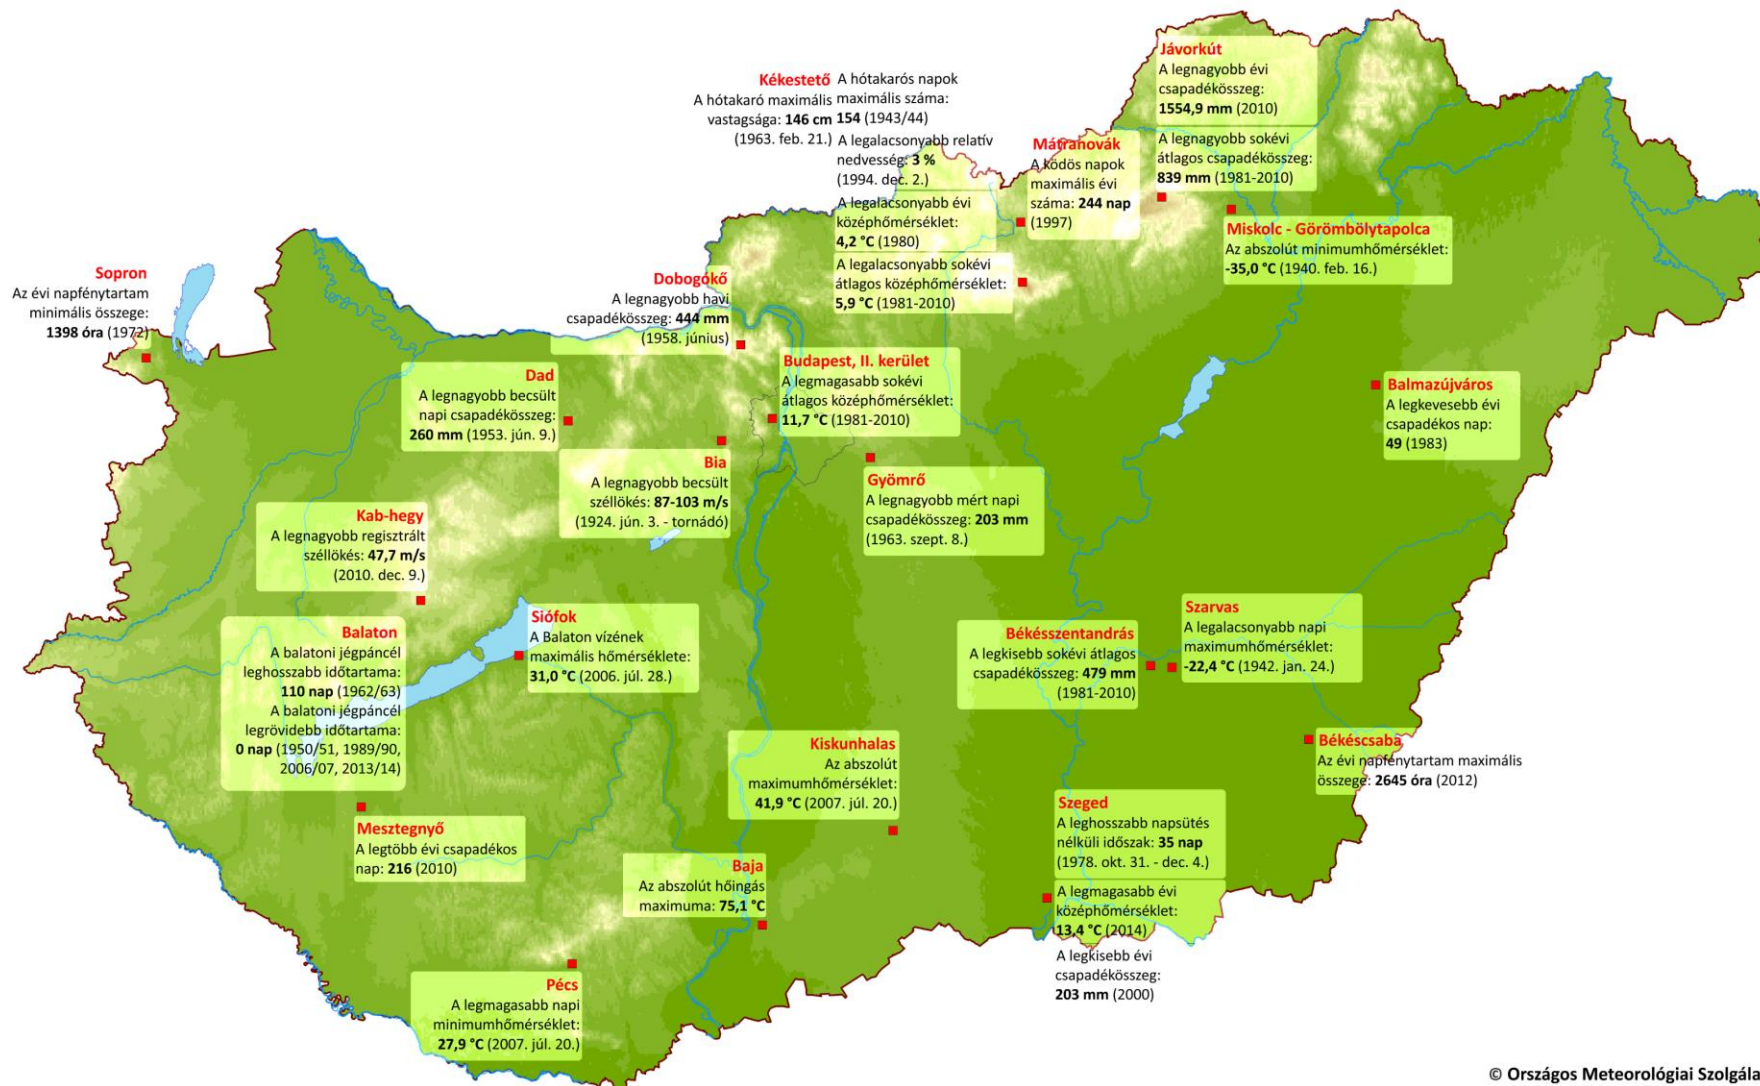 Kékestető
A hótakaró maximális
vastagsága: 146 cm
(1963. feb. 21.)
A hótakarós napok
maximális száma:
154 (1943/44)
A legalacsonyabb relatív
nedvesség: 3 %
(1994. dec. 2.)
A legalacsonyabb évi
középhőmérséklet:
4,2 °C (1980)
A legalacsonyabb sokévi
átlagos középhőmérséklet:
5,9 °C (1981-2010)
Mátranovák
A ködös napok
maximális évi
száma: 244 nap
(1997)
Jávorkút
A legnagyobb évi
csapadékösszeg:
1554,9 mm (2010)
A legnagyobb sokévi
átlagos csapadékösszeg:
839 mm (1981-2010)
Miskolc - Görömbölytapolca
Az abszolút minimumhőmérséklet:
-35,0 °C (1940. feb. 16.)
Sopron
Az évi napfénytartam
minimális összege:
1398 óra (1972)
Dobogókő
A legnagyobb havi
csapadékösszeg: 444 mm
(1958. június)
Budapest, II. kerület
A legmagasabb sokévi
átlagos középhőmérséklet:
11,7 °C (1981-2010)
Dad
A legnagyobb becsült
napi csapadékösszeg:
260 mm (1953. jún. 9.)
Balmazújváros
A legkevesebb évi
csapadékos nap:
49 (1983)
Bia
A legnagyobb becsült
széllökés: 87-103 m/s
(1924. jún. 3. - tornádó)
Gyömrő
A legnagyobb mért napi
csapadékösszeg: 203 mm
(1963. szept. 8.)
Kab-hegy
A legnagyobb regisztrált
széllökés: 47,7 m/s
(2010. dec. 9.)
Balaton
A balatoni jégpáncél
leghosszabb időtartama:
110 nap (1962/63)
A balatoni jégpáncél
legrövidebb időtartama:
0 nap (1950/51, 1989/90,
2006/07, 2013/14)
Siófok
A Balaton vízének
maximális hőmérséklete:
31,0 °C (2006. júl. 28.)
Békésszentandrás
A legkisebb sokévi átlagos
csapadékösszeg: 479 mm
(1981-2010)
Szarvas
A legalacsonyabb napi
maximumhőmérséklet:
-22,4 °C (1942. jan. 24.)
Békéscsaba
Az évi napfénytartam maximális
összege: 2645 óra (2012)
Kiskunhalas
Az abszolút
maximumhőmérséklet:
41,9 °C (2007. júl. 20.)
Mesztegnyő
A legtöbb évi csapadékos
nap: 216 (2010)
Baja
Az abszolút hőingás
maximuma: 75,1 °C
Szeged
A leghosszabb napsütés
nélküli időszak: 35 nap
(1978. okt. 31. - dec. 4.)
A legmagasabb évi
középhőmérséklet:
13,4 °C (2014)
A legkisebb évi
csapadékösszeg:
203 mm (2000)
Pécs
A legmagasabb napi
minimumhőmérséklet:
27,9 °C (2007. júl. 20.)
© Országos Meteorológiai Szolgála